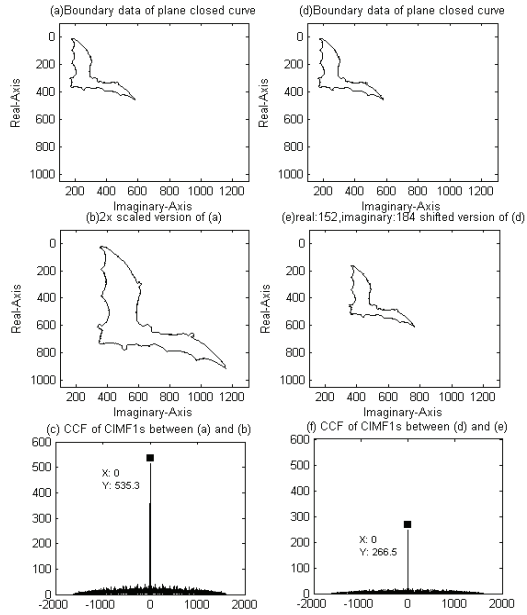 (a)Boundary data of plane closed curve
0
200
400
600
800
1000
Real-Axis
200 400 600 800 1000 1200
Imaginary-Axis
(d)Boundary data of plane closed curve
0
200
400
600
800
1000
Real-Axis
200 400 600 800 1000 1200
Imaginary-Axis
(b)2x scaled version of (a)
0
200
400
600
800
1000
Real-Axis
200 400 600 800 1000 1200
(e)real:152,imaginary:184 shifted version of (d)
0
200
400
600
800
1000
Real-Axis
200 400 600 800 1000 1200
(c) CCF of CIMF1s between (a) and (b)
600
500
400
300
200
100
0
X: 0
Y: 535.3
-2000 -1000 0 1000 2000
(f) CCF of CIMF1s between (d) and (e)
600
500
400
300
200
100
0
X: 0
Y: 266.5
-2000 -1000 0 1000 2000